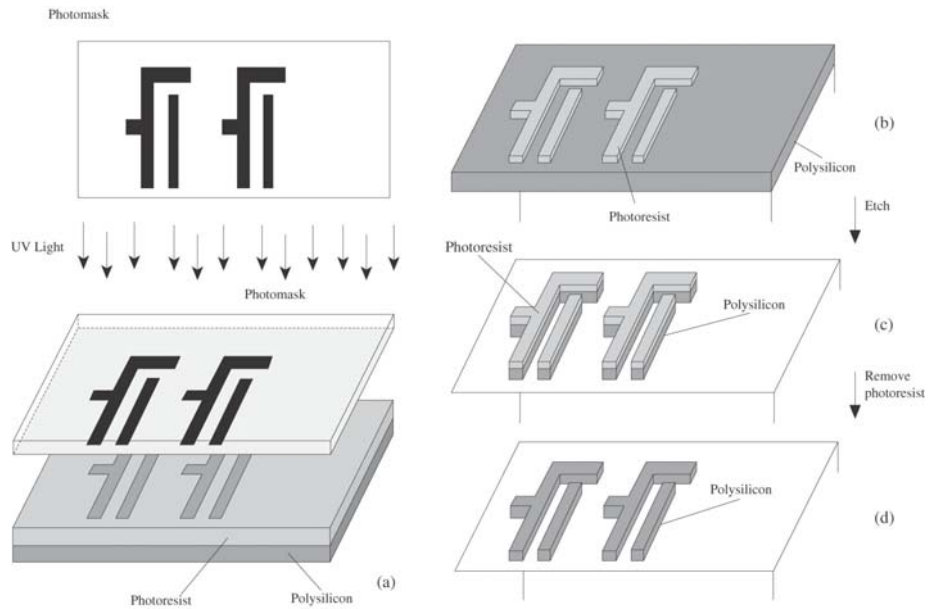 Photomask
UV Light
Photomask
Photoresist
Polysilicon
(a)
(b)
Polysilicon
Photoresist
Etch
Photoresist
Polysilicon
(c)
Remove
photoresist
Polysilicon
(d)